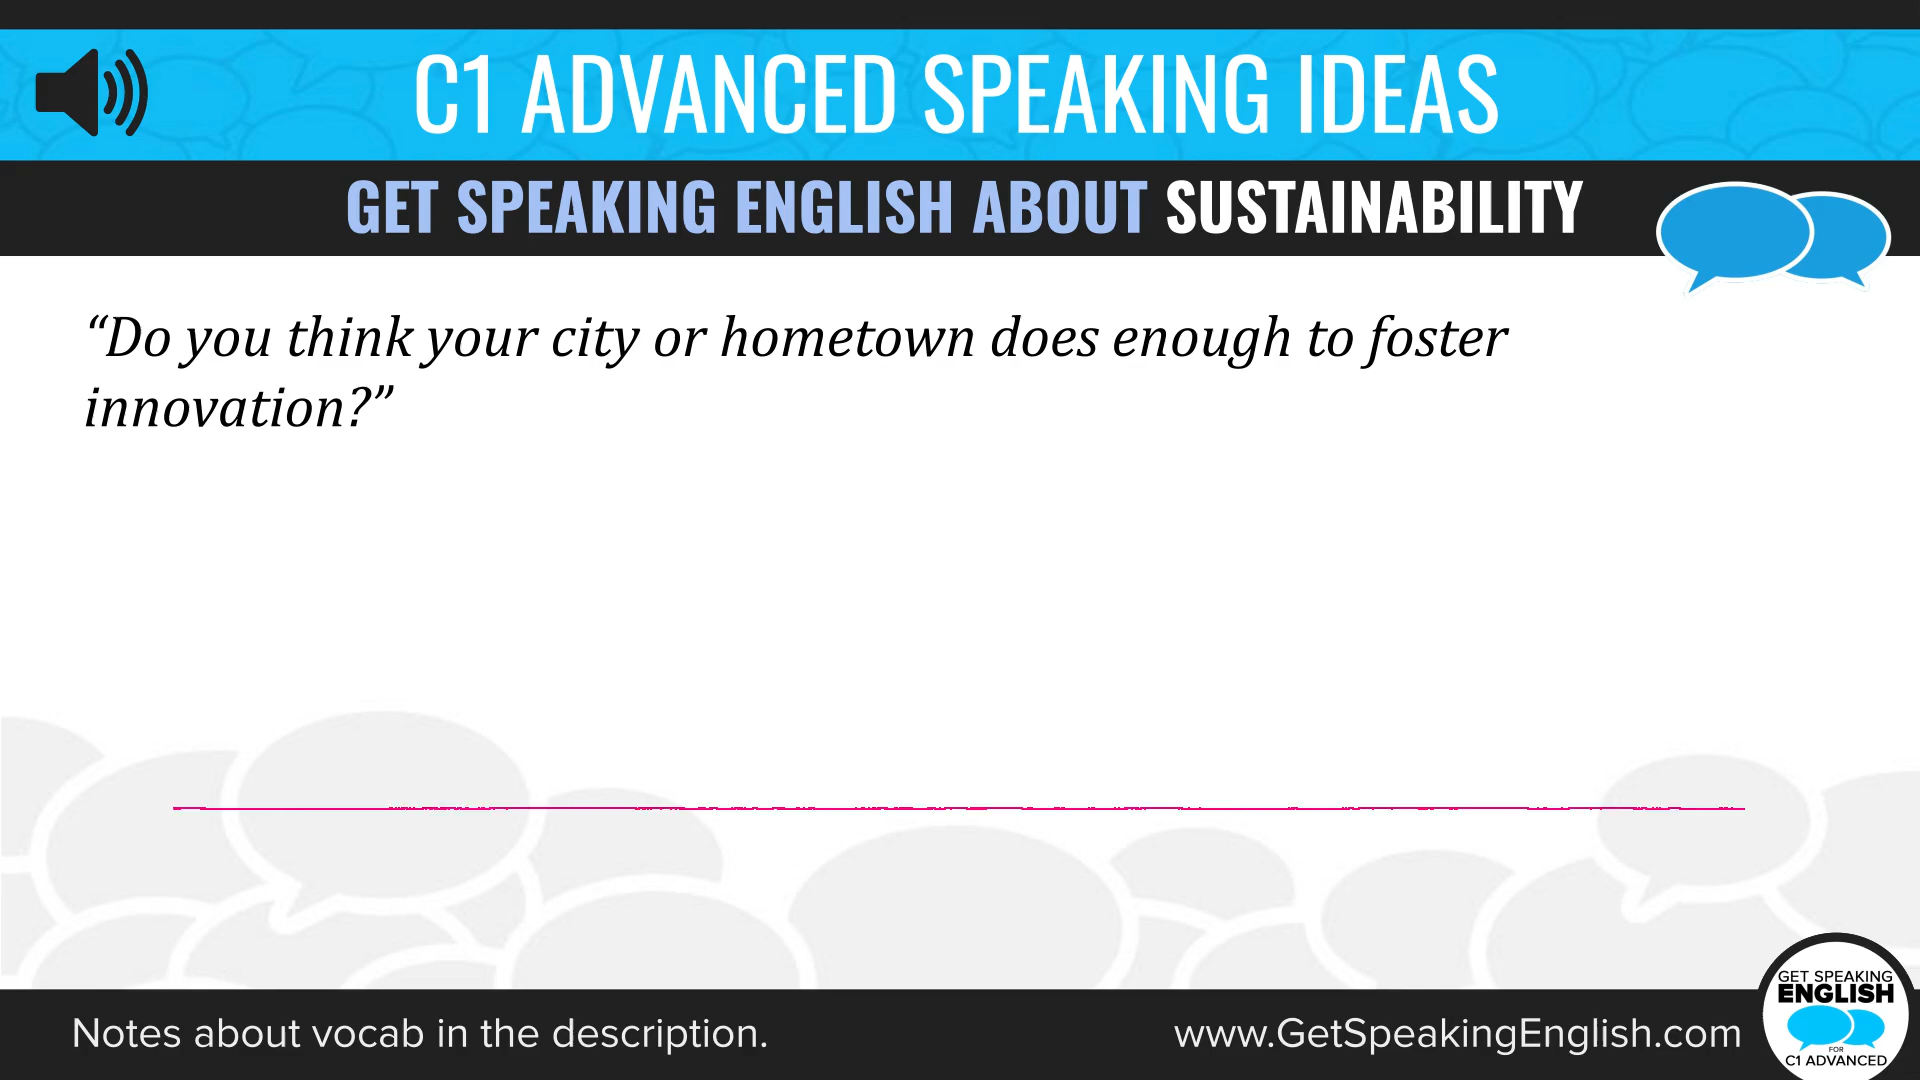 C1 ADVANCED SPEAKING IDEAS
GET SPEAKING ENGLISH ABOUT SUSTAINABILITY
“Do you think your city or hometown does enough to foster
innovation?”
Notes about vocab in the description.
www.GetSpeakingEnglish.com
GET SPEAKING
ENGLISH
FOR
C1 ADVANCED